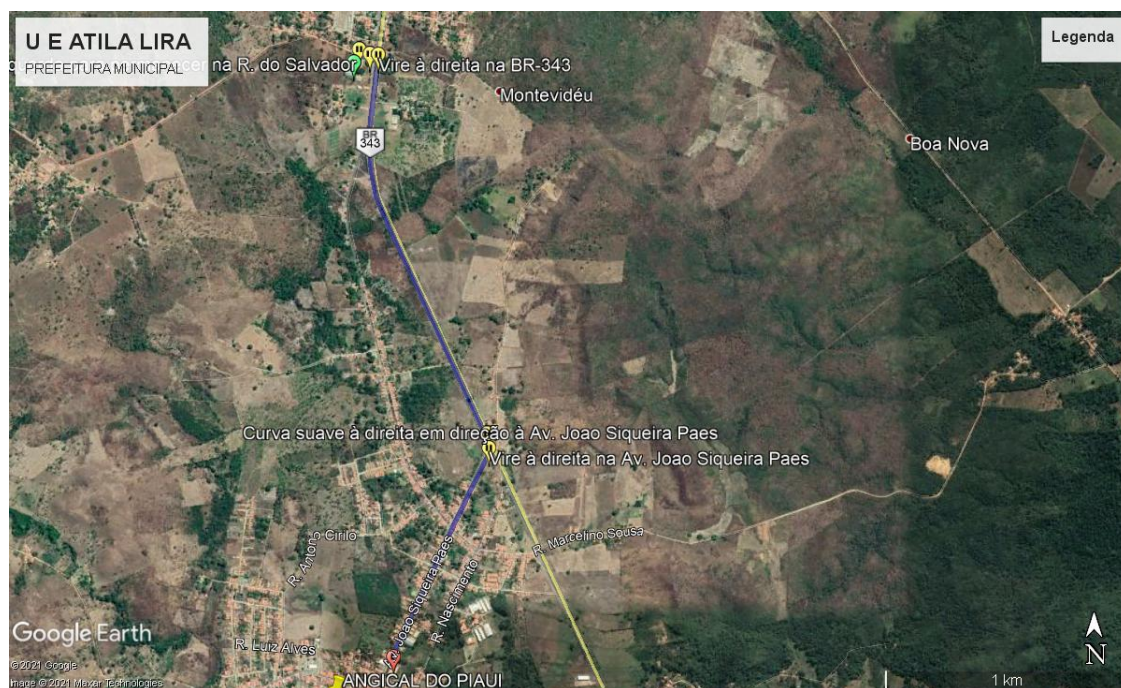 U E ATILA LIRA
PREFEITURA MUNICIPAL
Legenda
na R. do Salvador
Vire à direita na BR-343
Montevidéu
BR
343
Boa Nova
Curva suave à direita em direção à Av. Joao Siqueira Paes
Vire à direita na Av. Joao Siqueira Paes
R. Antono Cirilo
R. Marcelino Sousa
Joao Siqueira Paes
R. Nascimento
R. Luiz Alves
Google Earth
© 2021 Google
Image © 2021 Maxar Technologies
ANGICAL DO PIAUI
N
1 km